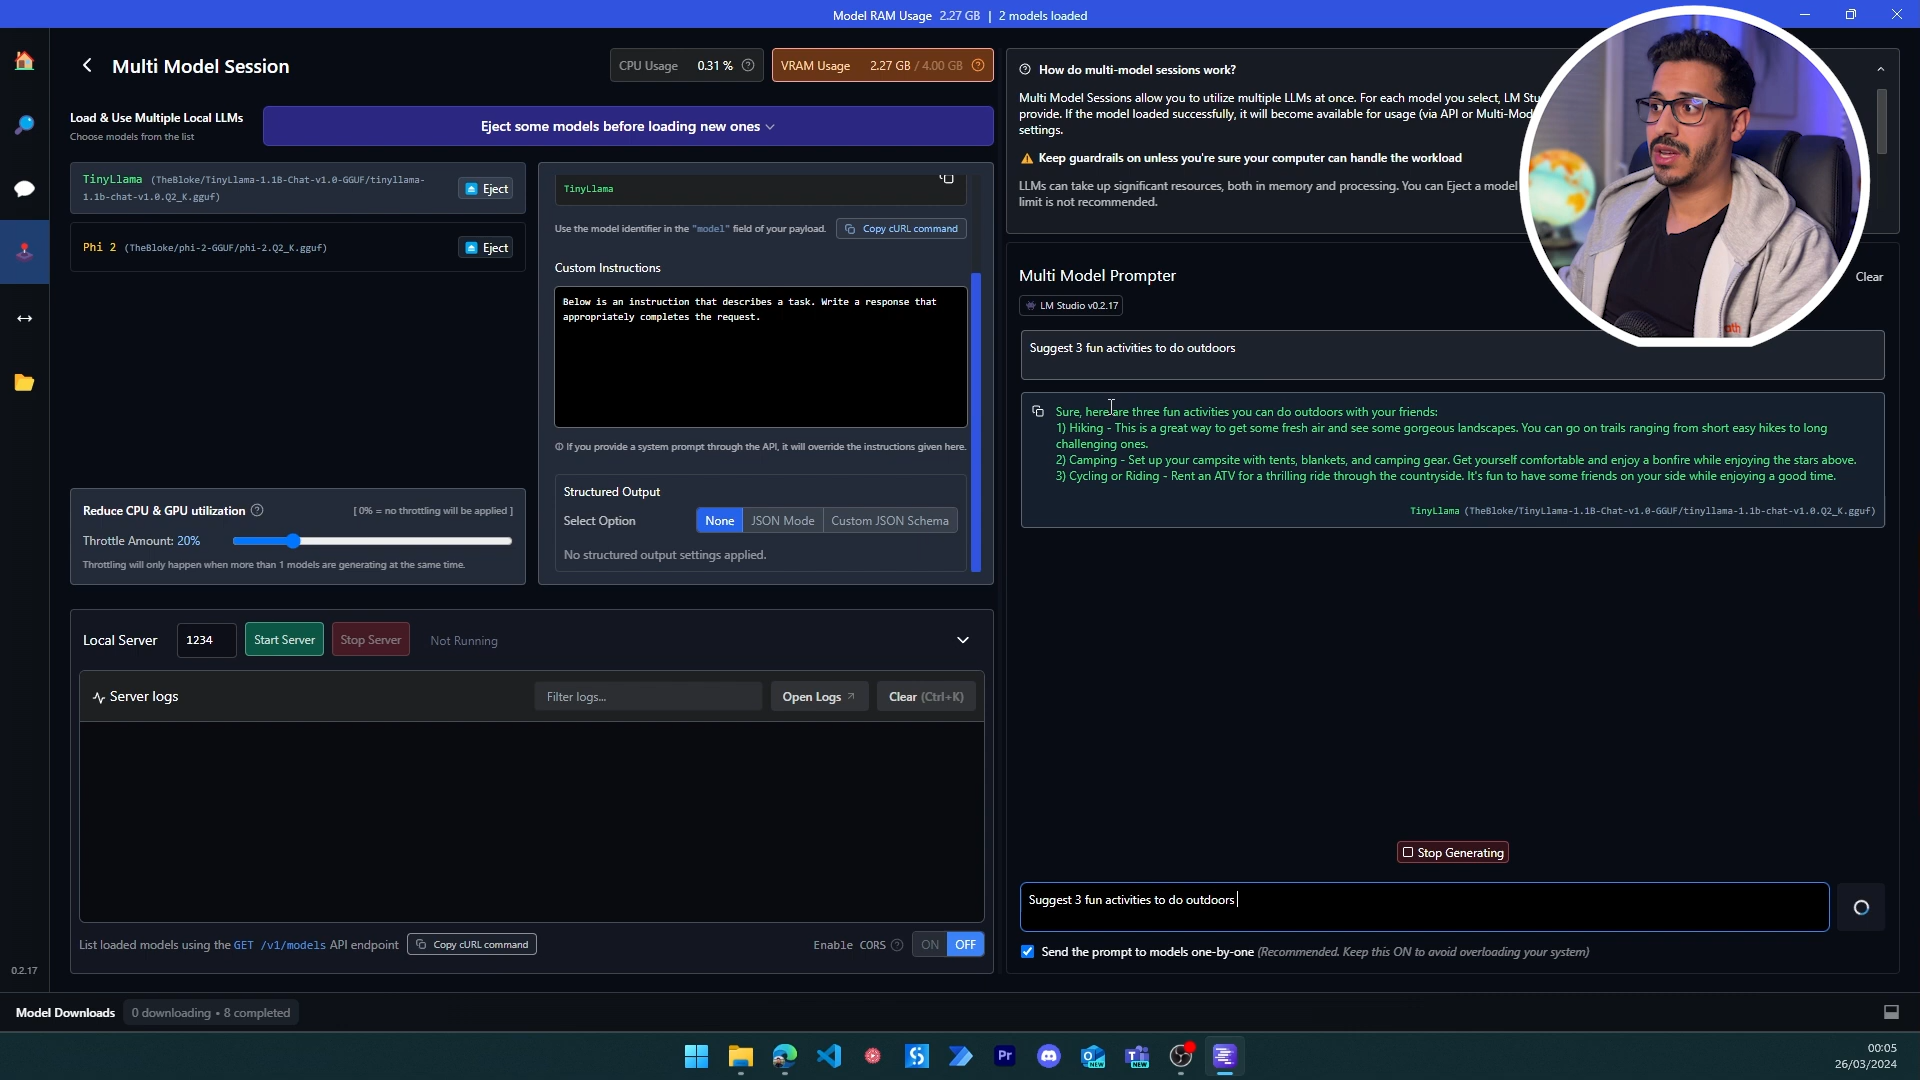 Model RAM Usage 2.27 GB | 2 models loaded
Multi Model Session
CPU Usage 0.31 %
VRAM Usage 2.27 GB / 4.00 GB
Load & Use Multiple Local LLMs
Choose models from the list
Eject some models before loading new ones
TinyLlama (TheBloke/TinyLlama-1.1B-Chat-v1.0-GGUF/tinyllama-
1.1b-chat-v1.0.Q2_K.gguf)
Eject
Phi 2 (TheBloke/phi-2-GGUF/phi-2.Q2_K.gguf)
Eject
Reduce CPU & GPU utilization
[ 0% = no throttling will be applied ]
Throttle Amount: 20%
Throttling will only happen when more than 1 models are generating at the same time.
TinyLlama
Use the model identifier in the "model" field of your payload.
Copy cURL command
Custom Instructions
Below is an instruction that describes a task. Write a response that
appropriately completes the request.
If you provide a system prompt through the API, it will override the instructions given here.
Structured Output
Select Option
None
JSON Mode
Custom JSON Schema
No structured output settings applied.
Local Server
1234
Start Server
Stop Server
Not Running
Server logs
Filter logs...
Open Logs
Clear (Ctrl+K)
List loaded models using the GET /v1/models API endpoint
Copy cURL command
Enable CORS
ON
OFF
How do multi-model sessions work?
Multi Model Sessions allow you to utilize multiple LLMs at once. For each model you select, LM
provide. If the model loaded successfully, it will become available for usage (via API or
settings.
Keep guardrails on unless you're sure your computer can handle the workload
LLMs can take up significant resources, both in memory and processing. You can Eject a model
limit is not recommended.
Multi Model Prompter
Clear
LM Studio v0.2.17
Suggest 3 fun activities to do outdoors
Sure, here are three fun activities you can do outdoors with your friends:
1) Hiking - This is a great way to get some fresh air and see some gorgeous landscapes. You can go on trails ranging from short easy hikes to long
challenging ones.
2) Camping - Set up your campsite with tents, blankets, and camping gear. Get yourself comfortable and enjoy a bonfire while enjoying the stars above.
3) Cycling or Riding - Rent an ATV for a thrilling ride through the countryside. It's fun to have some friends on your side while enjoying a good time.
TinyLlama (TheBloke/TinyLlama-1.1B-Chat-v1.0-GGUF/tinyllama-1.1b-chat-v1.0.Q2_K.gguf)
Stop Generating
Suggest 3 fun activities to do outdoors
Send the prompt to models one-by-one (Recommended. Keep this ON to avoid overloading your system)
0.2.17
Model Downloads
0 downloading • 8 completed
Pr
NEW
NEW
00:05
26/03/2024